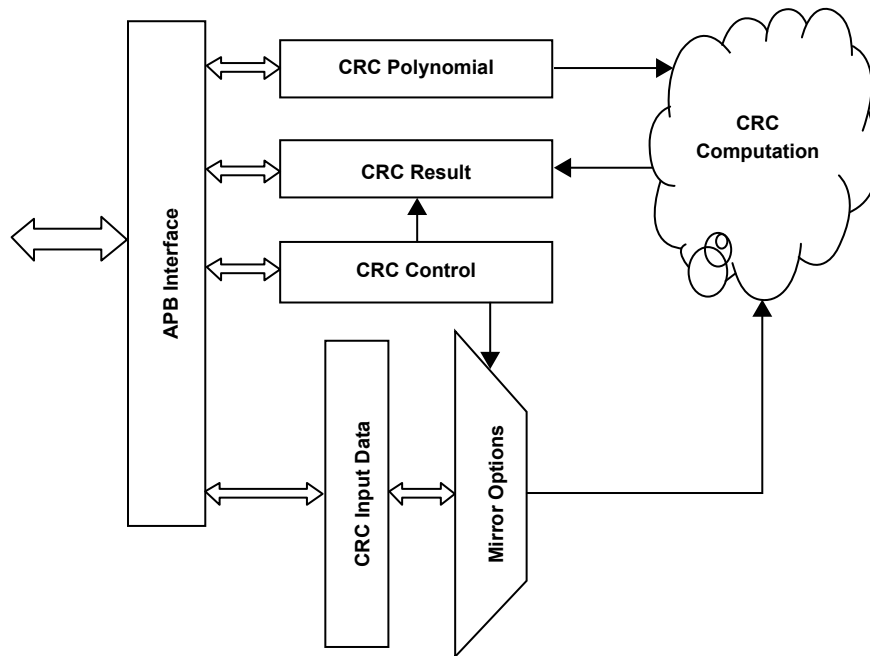 CRC Polynomial
CRC
Computation
CRC Result
APB Interface
CRC Control
CRC Input Data
Mirror Options